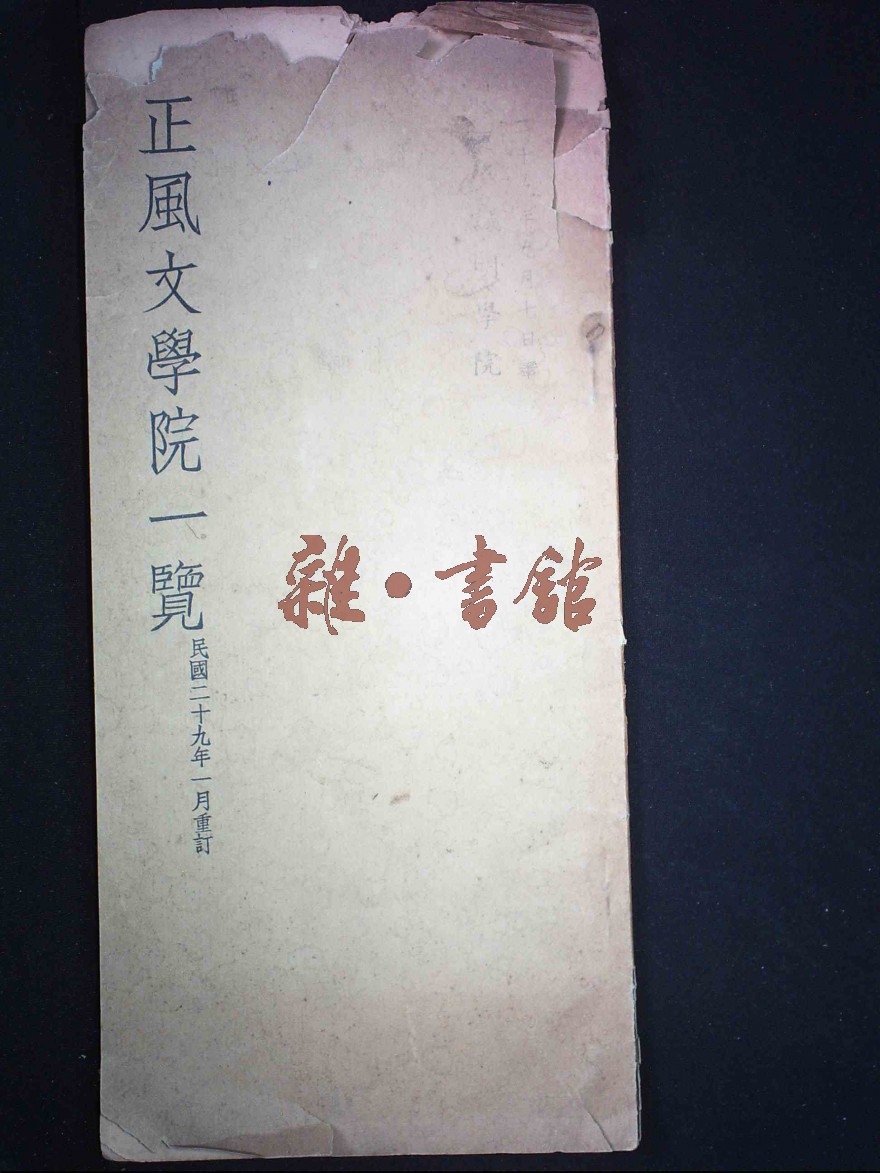 正風文學院一覽
民國二十九年一月重訂
雜·書館
學院